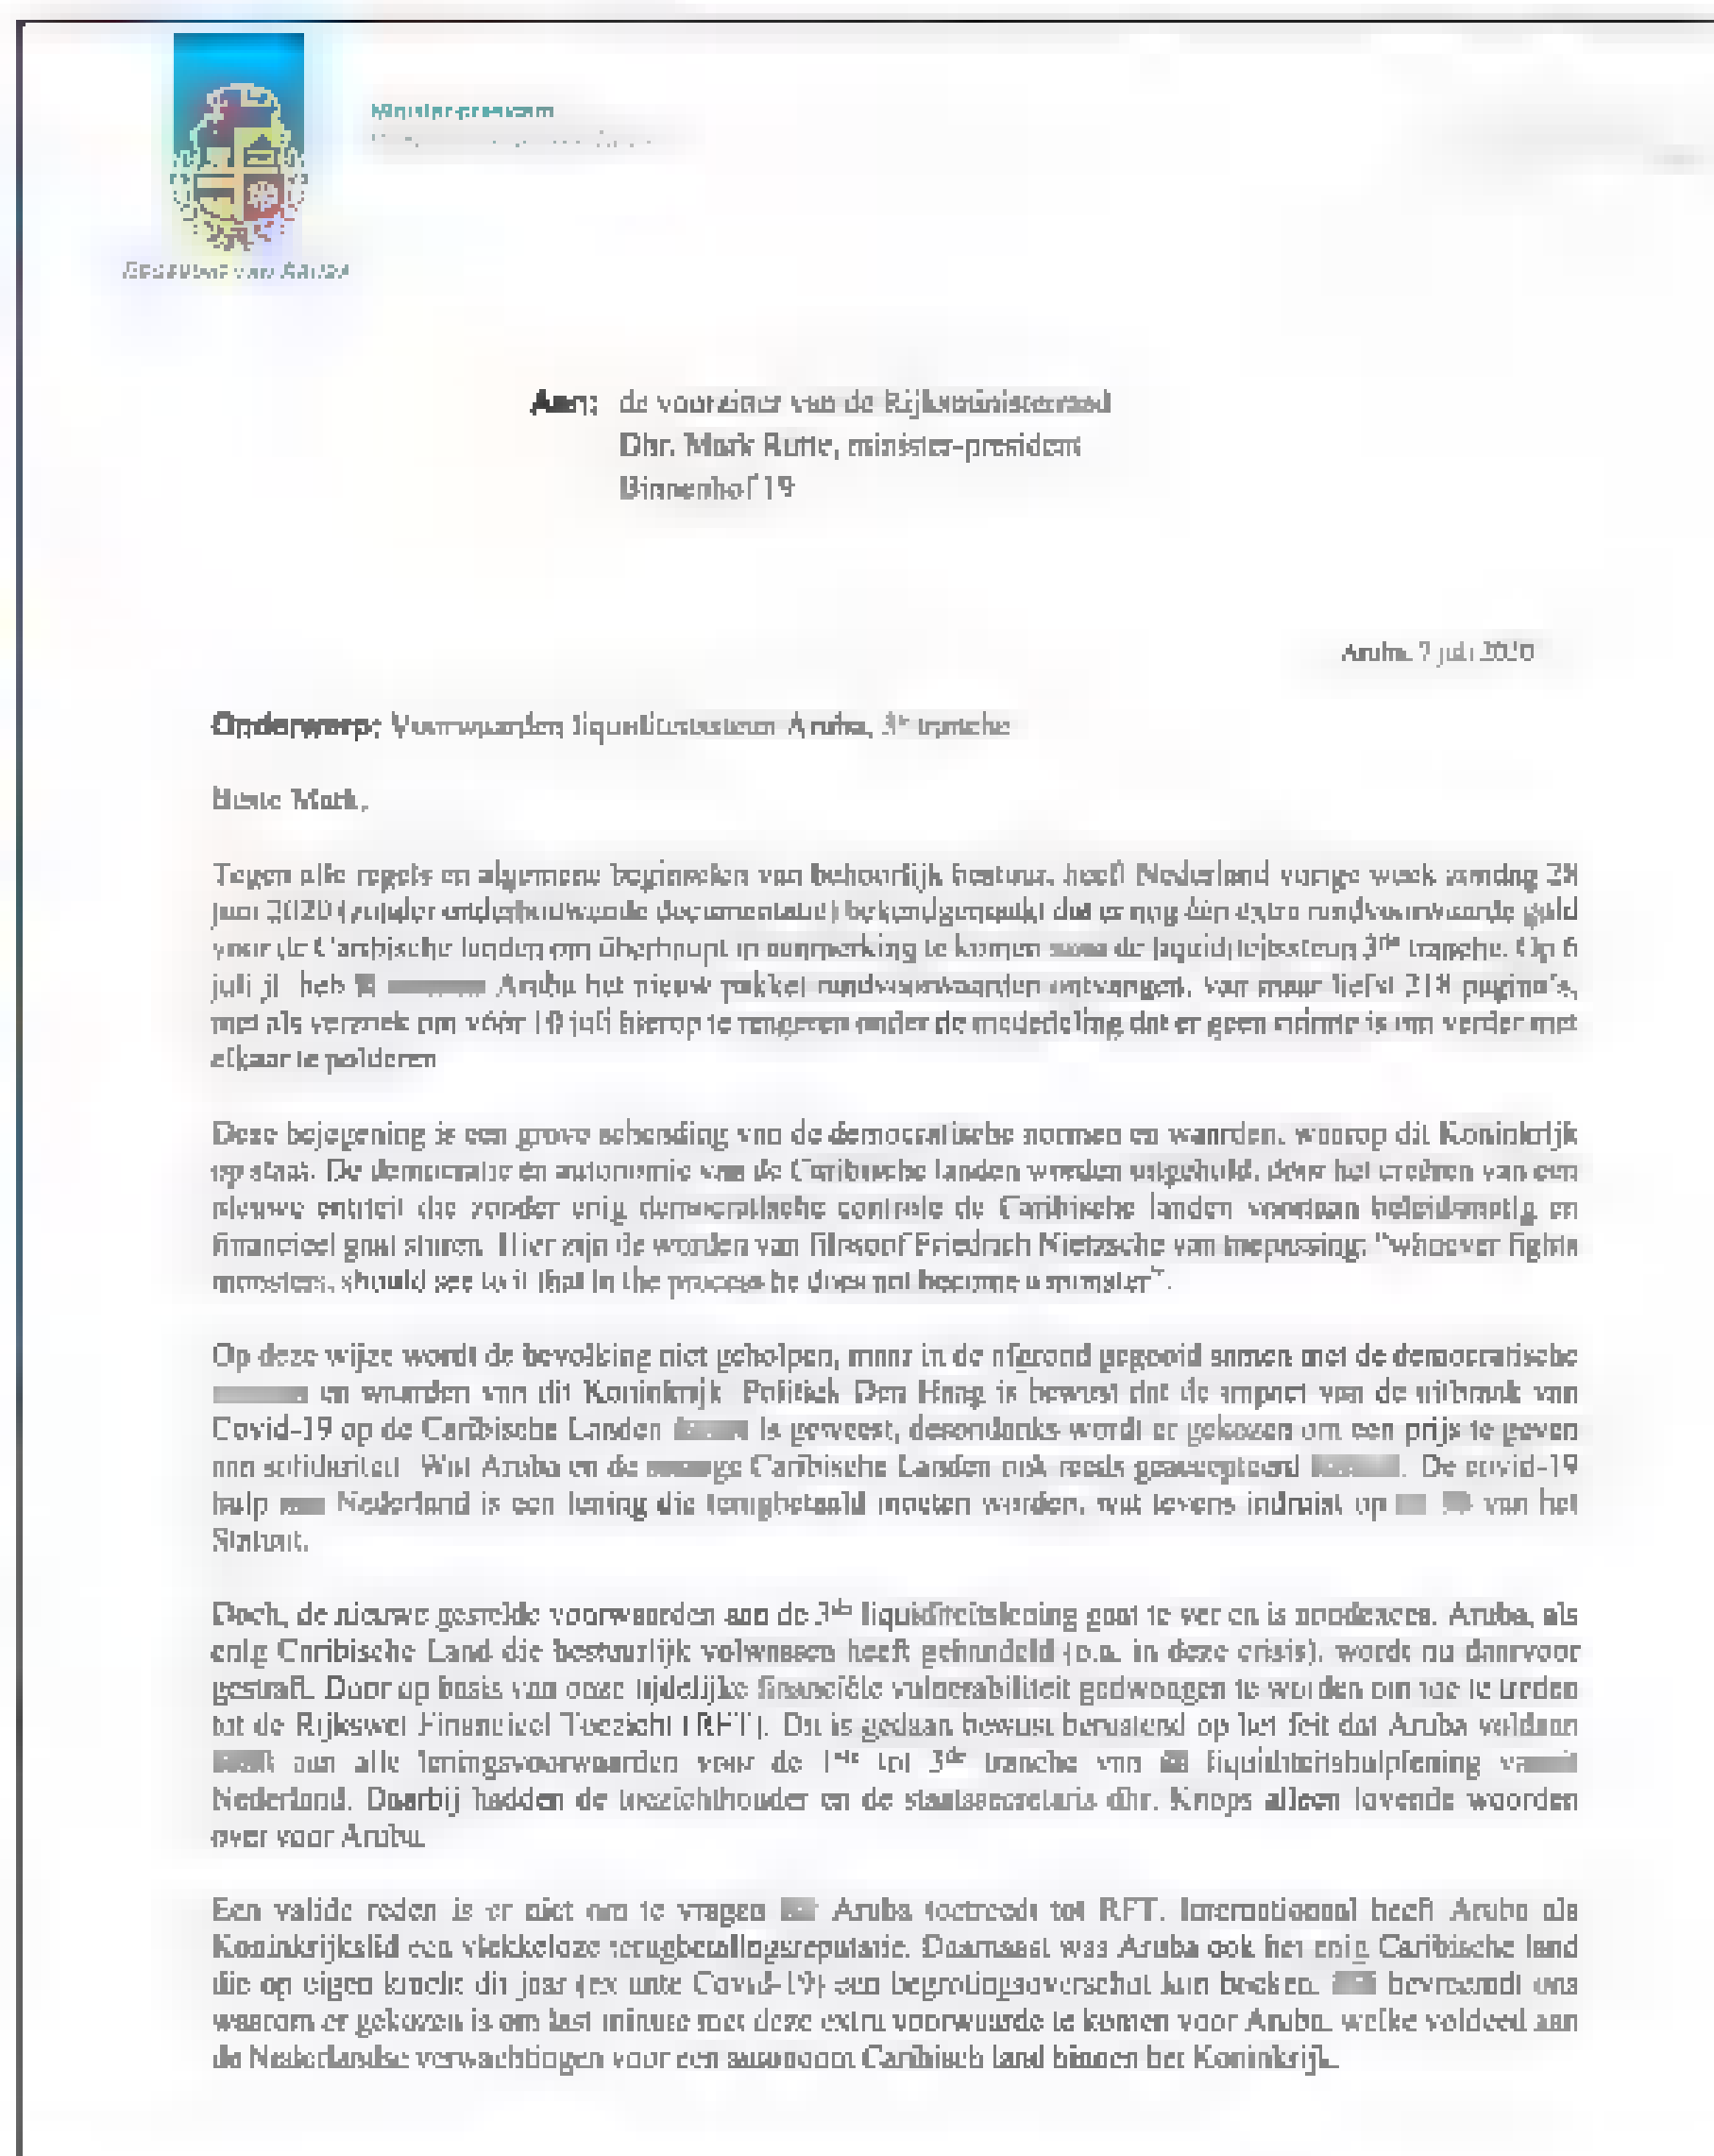 Minister-president
Aan: de voorzitter van de Rijksministerraad
Dhr. Mark Rutte, minister-president
Binnenhof 19
Aruba, 7 juli 2020
Onderwerp: Voorwaarden liquiditeitssteun Aruba, 3e tranche
Beste Mark,
Tegen alle regels en algemene beginselen van behoorlijk bestuur, heeft Nederland vorige week zondag 28
juni 2020 (zonder onderbouwende documentatie) bekendgemaakt dat er nog één extra randvoorwaarde geld
voor de Caribische landen om überhaupt in aanmerking te komen de liquiditeitssteun 3de tranche. Op 6
juli jl. heb Aruba het nieuw pakket randvoorwaarden ontvangen, van maar liefst 218 pagina's,
met als verzoek om vóór 10 juli hierop te reageren onder de mededeling dat er geen ruimte is om verder met
elkaar te polderen
Deze bejegening is een grove schending van de democratische normen en waarden, waarop dit Koninkrijk
op staat. De democratie en autonomie van de Caribische landen worden uitgehold, door het creëren van een
nieuwe entiteit die zonder enig democratische controle de Caribische landen voortaan beleidsmatig en
financieel gaat sturen. Hier zijn de worden van filosoof Friedrich Nietzsche van toepassing: "whoever fights
monsters, should see to it that in the process he does not become a monster".
Op deze wijze wordt de bevolking niet geholpen, maar in de afgrond gegooid samen met de democratische
en waarden van dit Koninkrijk. Politiek Den Haag is bewust dat de impact van de uitbraak van
Covid-19 op de Caribische Landen is geweest, desondanks wordt er gekozen om een prijs te geven
aan solidariteit. Wat Aruba en de Caribische Landen ook reeds geaccepteerd. De covid-19
hulp Nederland is een lening die terugbetaald moeten worden, wat tevens indruist op van het
Statuut.
Doch, de nieuwe gestelde voorwaarden aan de 3de liquiditeitslening gaat te ver en is nodeloos. Aruba, als
enig Caribische Land die bestuurlijk volwassen heeft gehandeld (o.a. in deze crisis), wordt nu daarvoor
gestraft. Door op basis van onze tijdelijke financiële vulnerabiliteit gedwongen te worden om toe te treden
tot de Rijkswet Financieel Toezicht (RFT). Dit is gedaan bewust berustend op het feit dat Aruba voldaan
heeft aan alle leningsvoorwaarden voor de 1ste tot 3de tranche van liquiditeitshulplening vanuit
Nederland. Daarbij hadden de toezichthouder en de staatssecretaris dhr. Knops alleen lovende woorden
over voor Aruba.
Een valide reden is er niet om te vragen Aruba toetreedt tot RFT. Internationaal heeft Aruba als
Koninkrijkslid een vlekkeloze terugbetalingsreputatie. Daarnaast was Aruba ook het enig Caribische land
die op eigen kracht dit jaar (ex ante Covid-19) een begrotingsoverschot kon boeken. bevreemdt ons
waarom er gekozen is om last minute met deze extra voorwaarde te komen voor Aruba, welke voldeed aan
de Nederlandse verwachtingen voor een autonoom Caribisch land binnen het Koninkrijk.